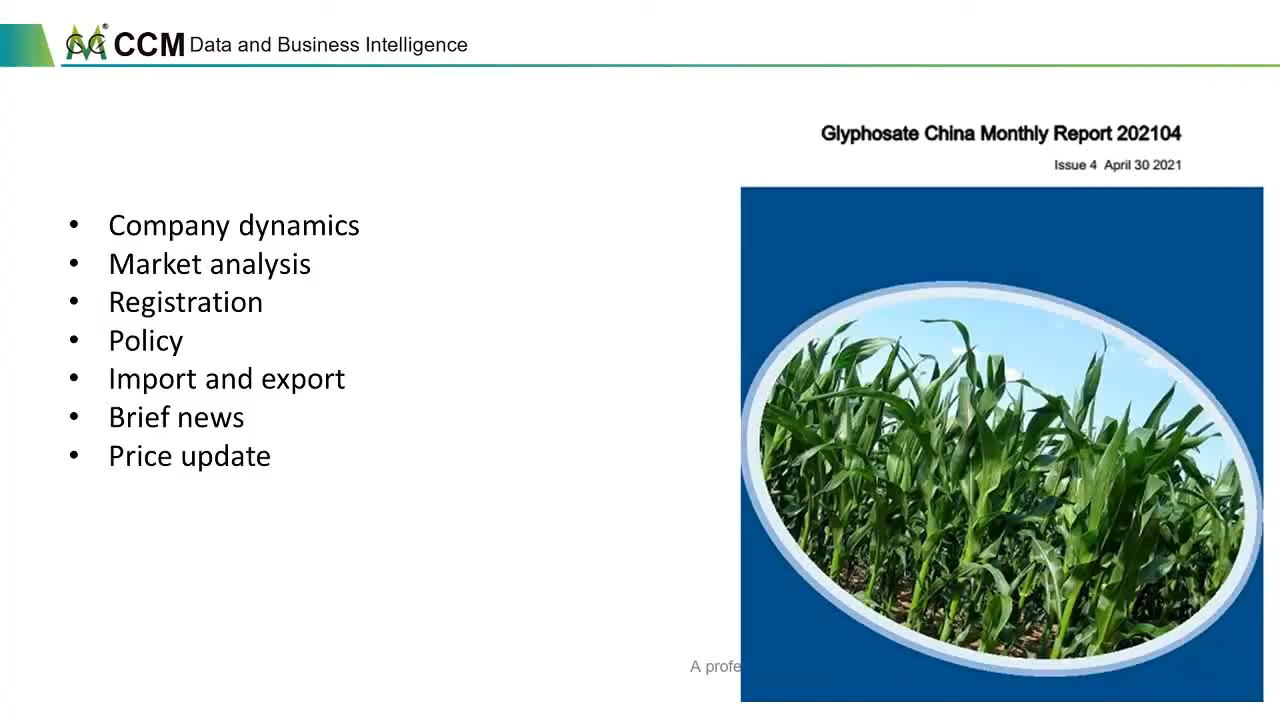 CCM Data and Business Intelligence
Glyphosate China Monthly Report 202104
Issue 4 April 30 2021
• Company dynamics
• Market analysis
• Registration
• Policy
• Import and export
• Brief news
• Price update
A profe